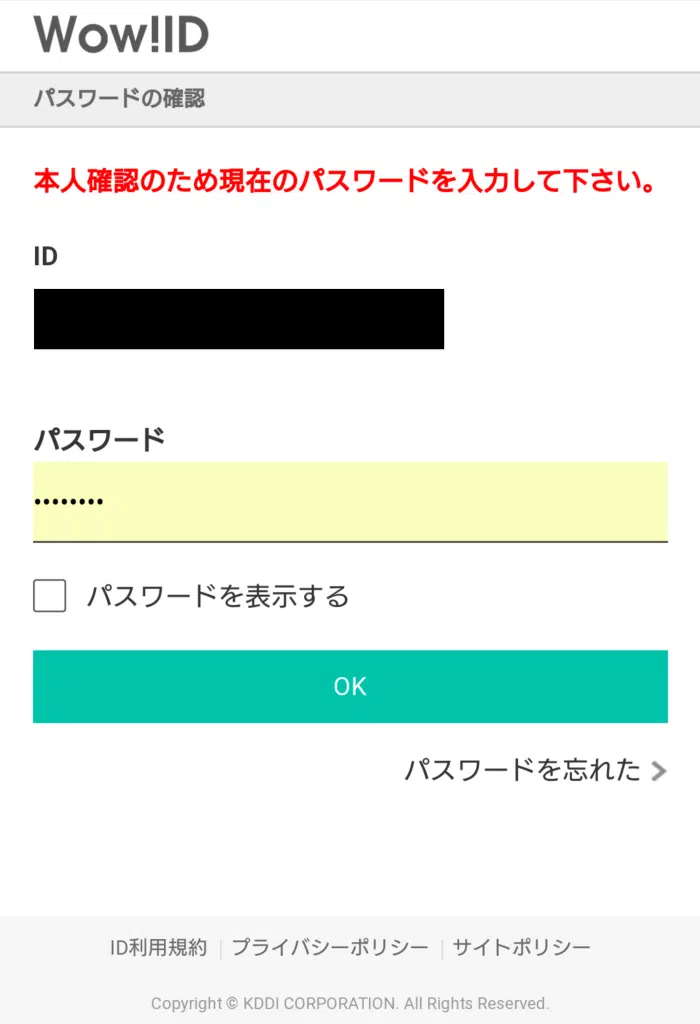 Wow!ID
パスワードの確認
本人確認のため現在のパスワードを入力して下さい。
ID
パスワード
••••••••
パスワードを表示する
OK
パスワードを忘れた
ID利用規約 | プライバシーポリシー | サイトポリシー
Copyright © KDDI CORPORATION. All Rights Reserved.